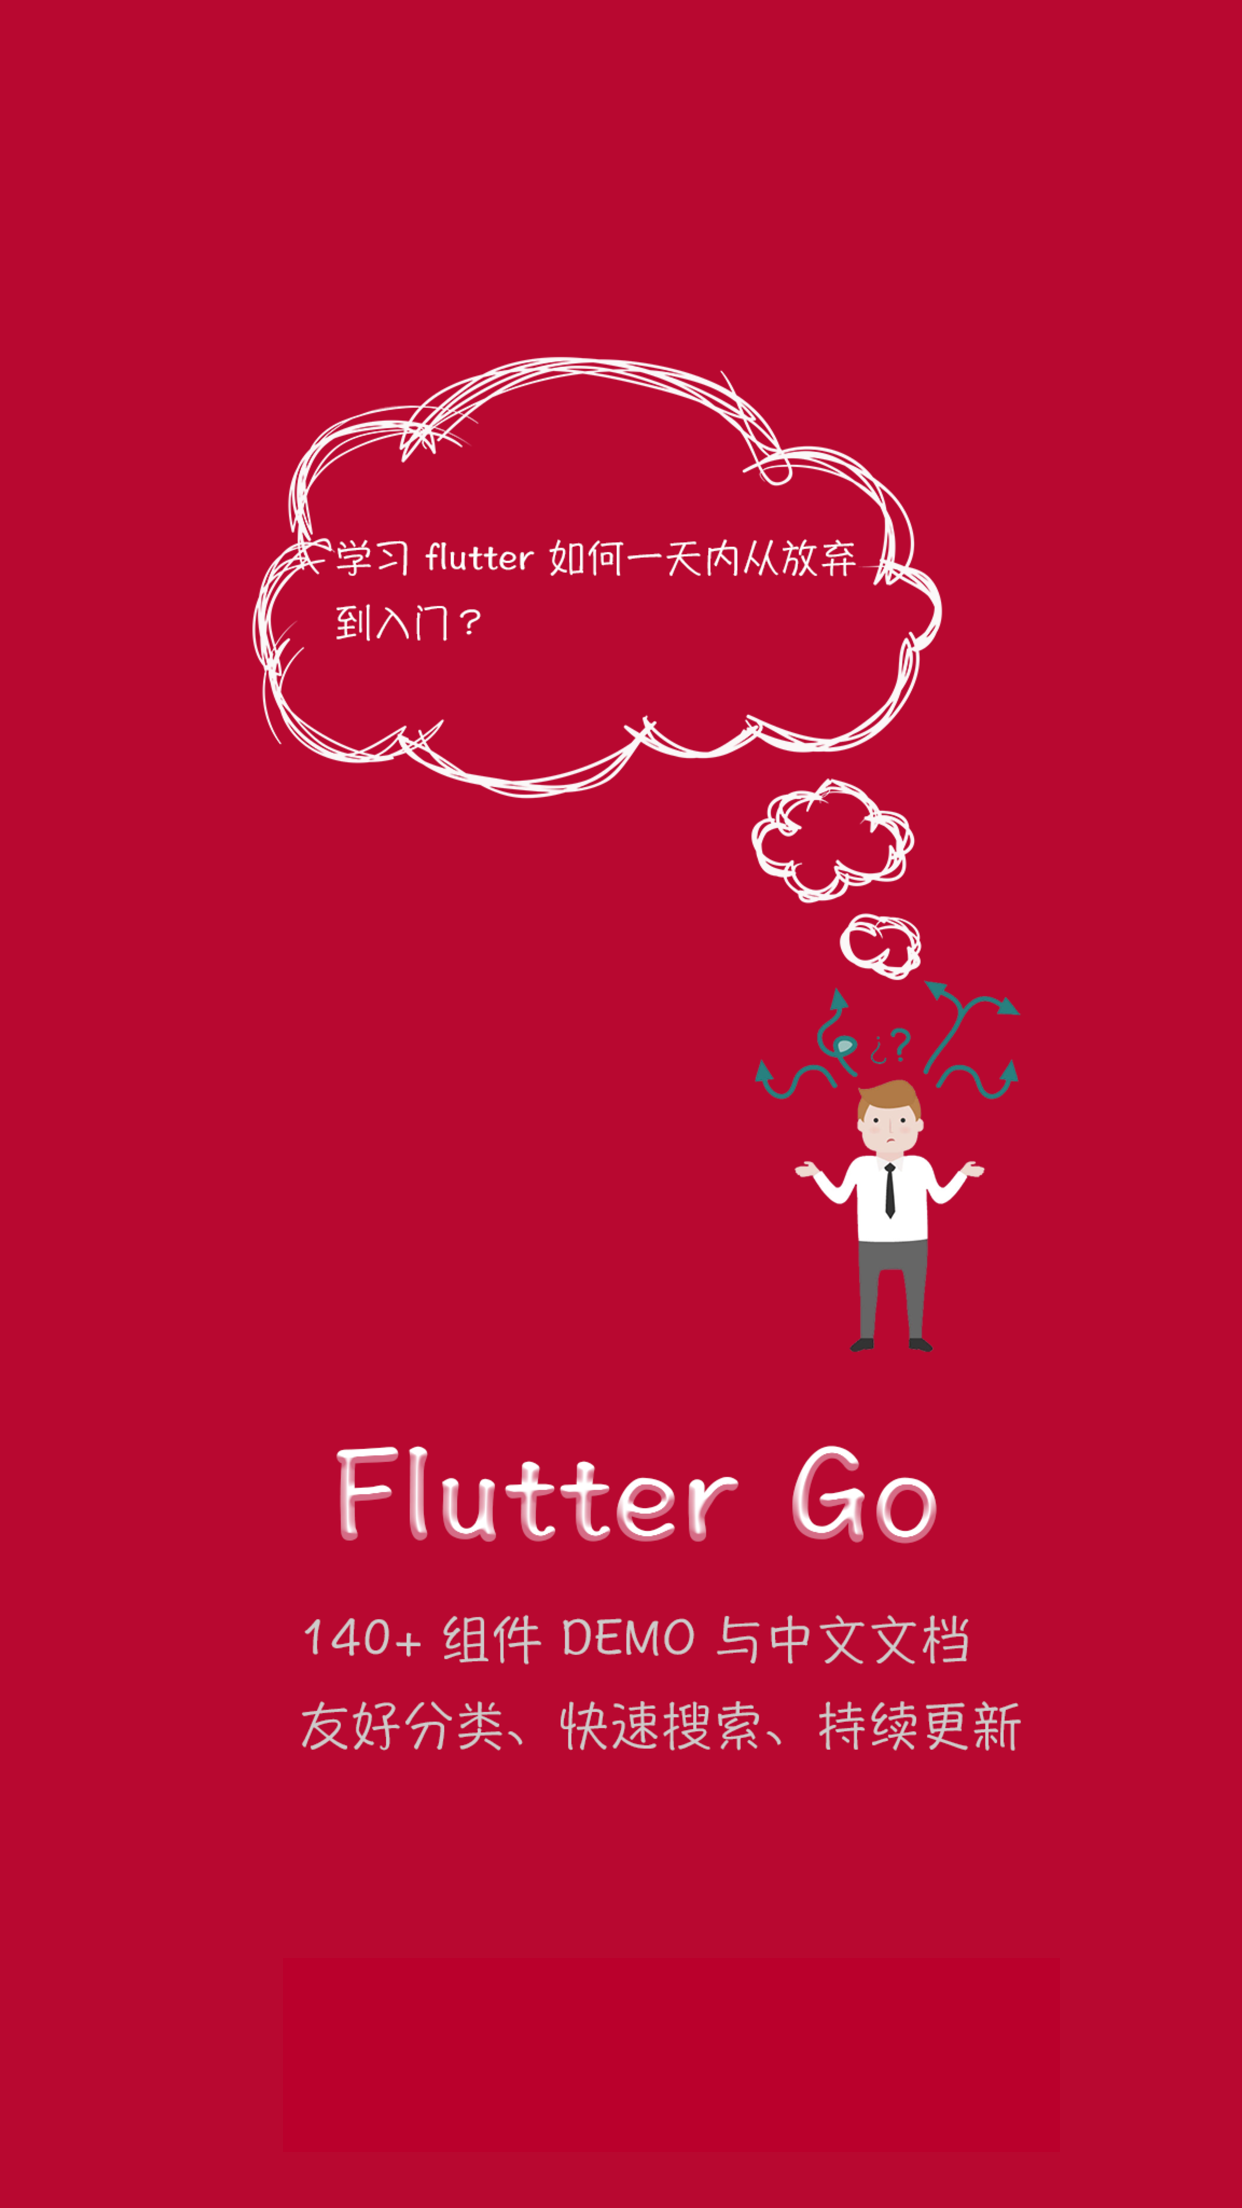 学习 flutter 如何一天内从放弃
到入门？
¿?
Flutter Go
140+ 组件 DEMO 与中文文档
友好分类、快速搜索、持续更新